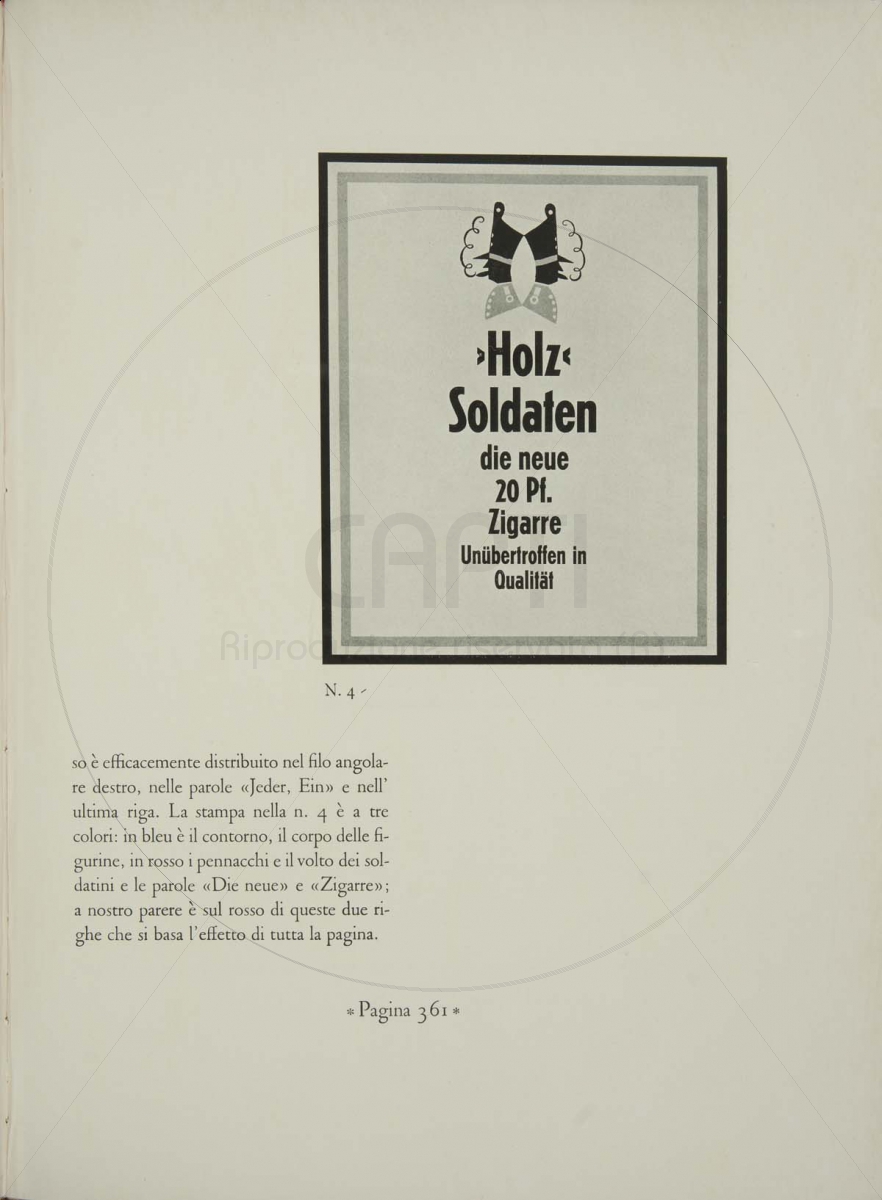 ›Holz‹
Soldaten
die neue
20 Pf.
Zigarre
Unübertroffen in
Qualität
CAPTI
Riproduzione riservata (R)
N. 4 -
so è efficacemente distribuito nel filo angola-
re destro, nelle parole «Jeder, Ein» e nell'
ultima riga. La stampa nella n. 4 è a tre
colori: in bleu è il contorno, il corpo delle fi-
gurine, in rosso i pennacchi e il volto dei sol-
datini e le parole «Die neue» e «Zigarre»;
a nostro parere è sul rosso di queste due ri-
ghe che si basa l'effetto di tutta la pagina.
* Pagina 361 *